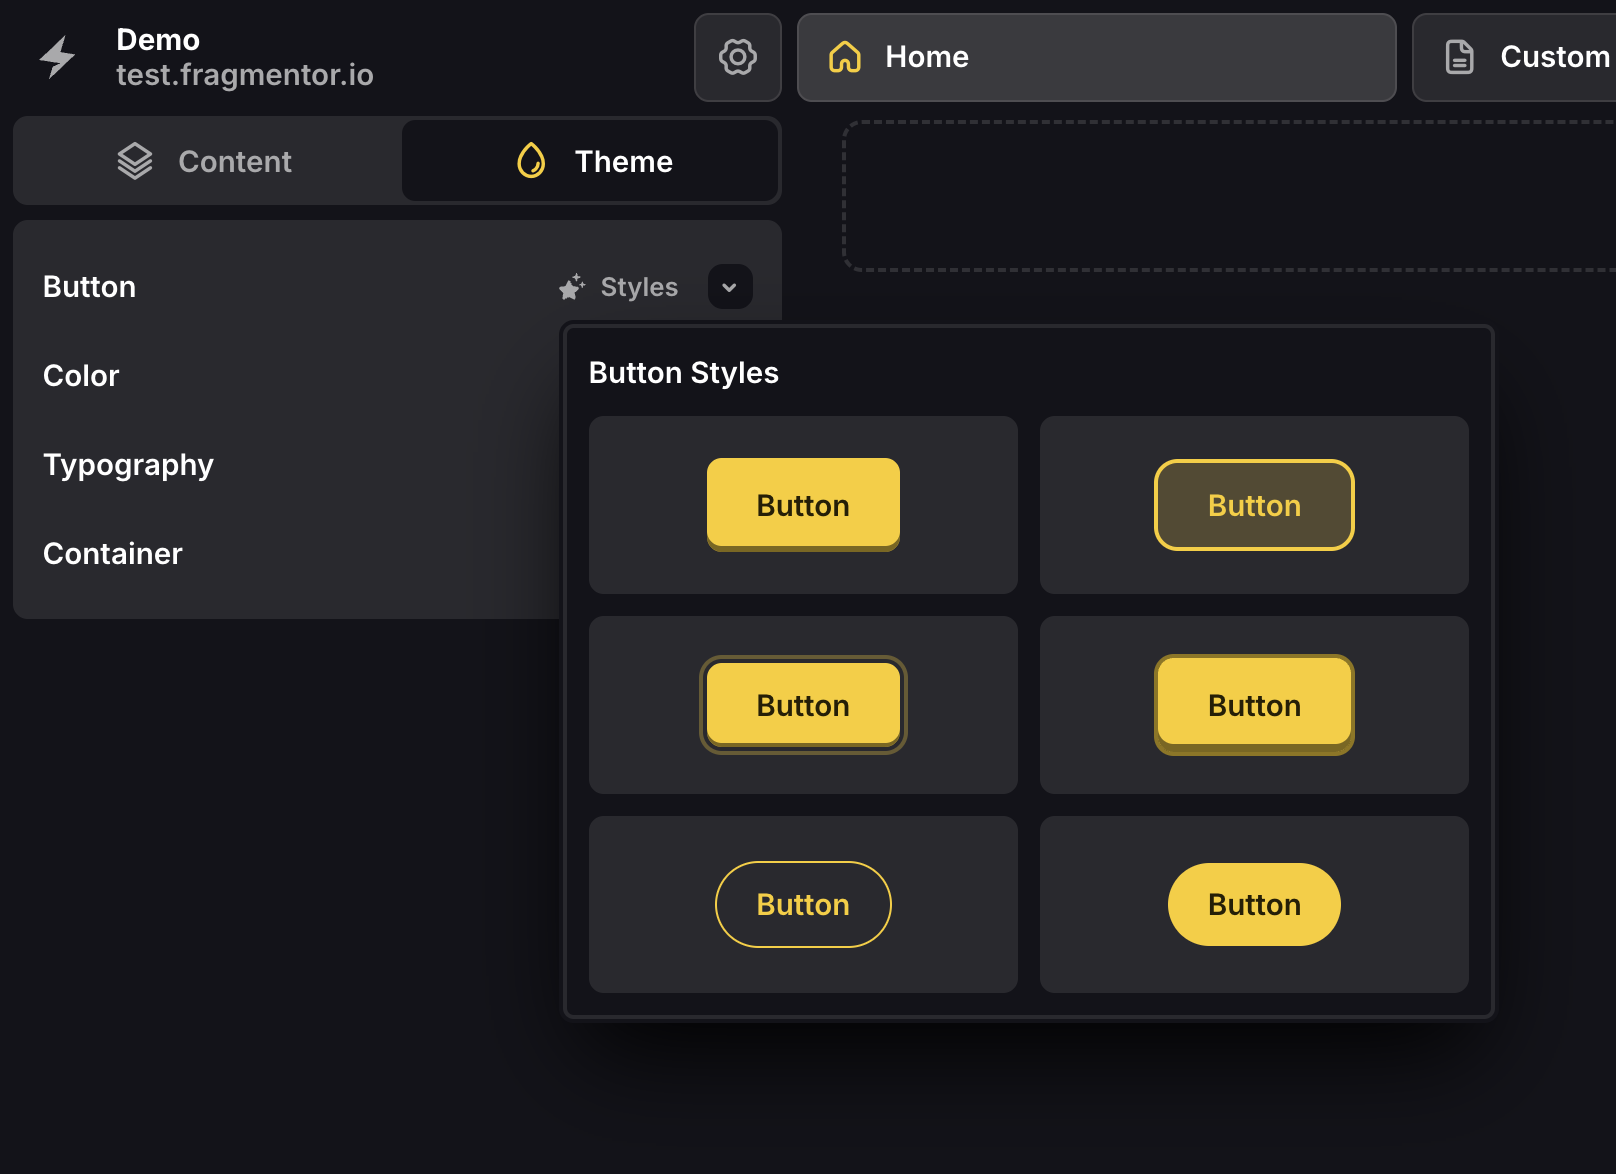 Demo
test.fragmentor.io
Home
Custom
Content
Theme
Button
Styles
Color
Typography
Container
Button Styles
Button
Button
Button
Button
Button
Button